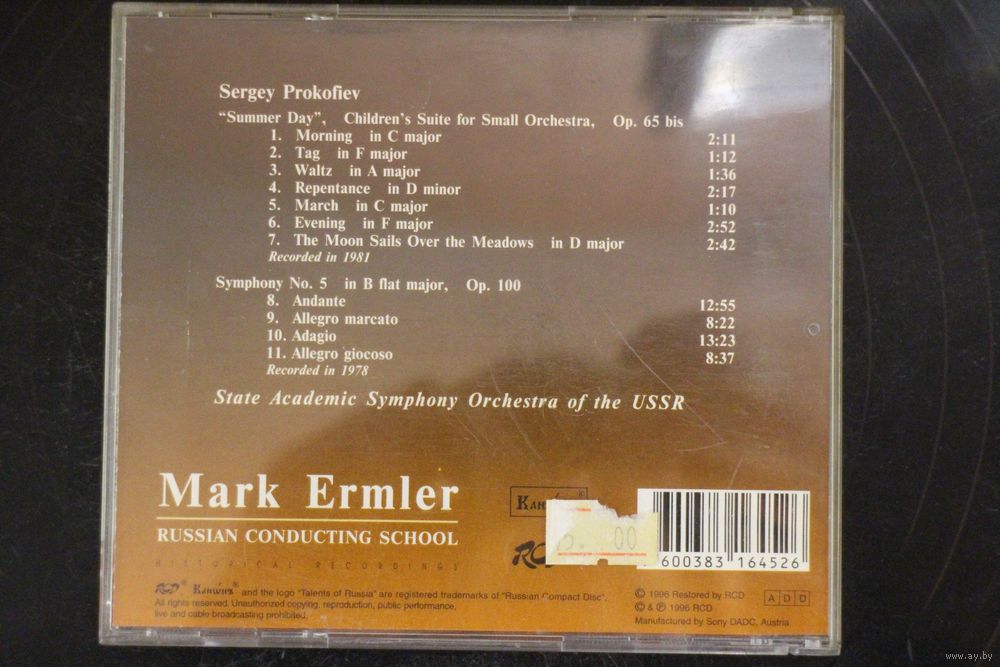 Sergey Prokofiev
"Summer Day", Children's Suite for Small Orchestra, Op. 65 bis
1. Morning in C major 2:11
2. Tag in F major 1:12
3. Waltz in A major 1:36
4. Repentance in D minor 2:17
5. March in C major 1:10
6. Evening in F major 2:52
7. The Moon Sails Over the Meadows in D major 2:42
Recorded in 1981
Symphony No. 5 in B flat major, Op. 100
8. Andante 12:55
9. Allegro marcato 8:22
10. Adagio 13:23
11. Allegro giocoso 8:37
Recorded in 1978
State Academic Symphony Orchestra of the USSR
Mark Ermler
RUSSIAN CONDUCTING SCHOOL
HISTORICAL RECORDINGS
00
600383 164526
RCD® Канцлъ® and the logo "Talents of Russia" are registered trademarks of "Russian Compact Disc".
All rights reserved. Unauthorized copying, reproduction, public performance,
live and cable broadcasting prohibited.
© 1996 Restored by RCD
© & ℗ 1996 RCD
Manufactured by Sony DADC, Austria
A D D
www.ay.by